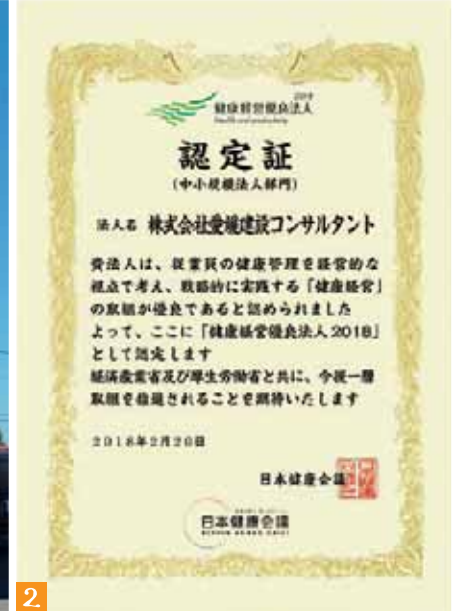 2018
健康経営優良法人
Health and productivity
認定証
(中小規模法人部門)
法人名 株式会社愛媛建設コンサルタント
貴法人は、従業員の健康管理を経営的な
視点で考え、戦略的に実践する「健康経営」
の取組が優良であると認められました
よって、ここに「健康経営優良法人2018」
として認定します
経済産業省及び厚生労働省と共に、今後一層
取組を推進されることを期待いたします
2018年2月20日
日本健康会議
日本健康会議
NIPPON KENKO KAIGI
2